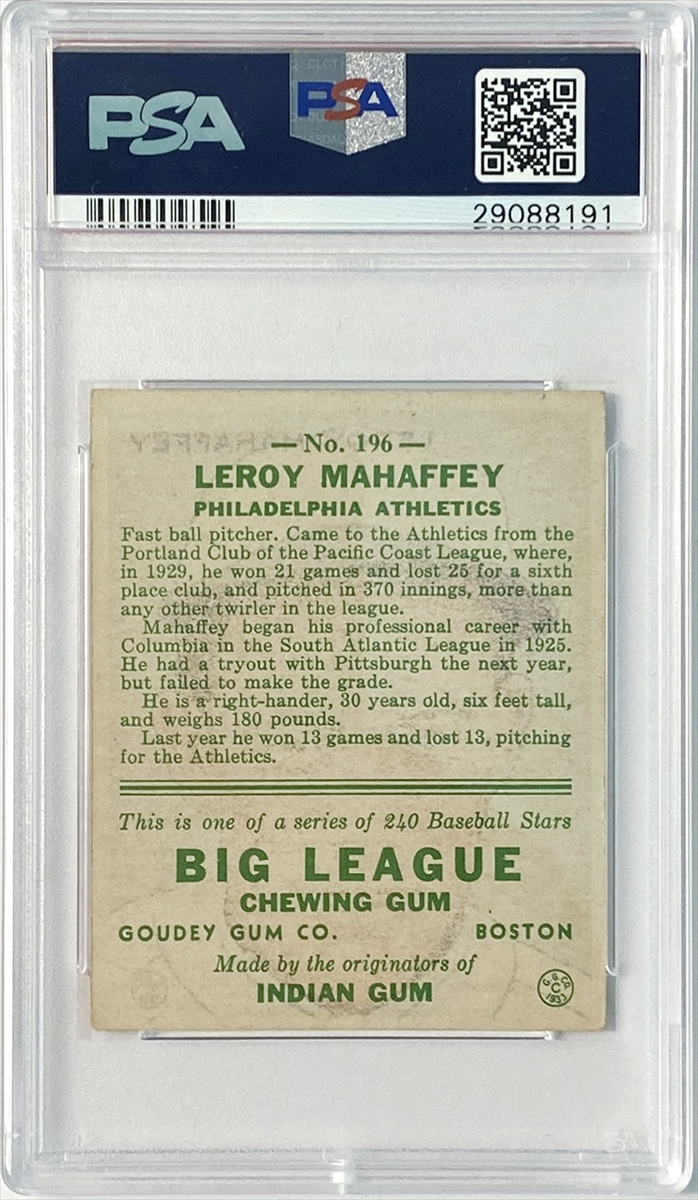 PSA
PSA
29088191
— No. 196 —
LEROY MAHAFFEY
PHILADELPHIA ATHLETICS
Fast ball pitcher. Came to the Athletics from the
Portland Club of the Pacific Coast League, where,
in 1929, he won 21 games and lost 25 for a sixth
place club, and pitched in 370 innings, more than
any other twirler in the league.
Mahaffey began his professional career with
Columbia in the South Atlantic League in 1925.
He had a tryout with Pittsburgh the next year,
but failed to make the grade.
He is a right-hander, 30 years old, six feet tall,
and weighs 180 pounds.
Last year he won 13 games and lost 13, pitching
for the Athletics.
This is one of a series of 240 Baseball Stars
BIG LEAGUE
CHEWING GUM
GOUDEY GUM CO. BOSTON
Made by the originators of
INDIAN GUM
G. G. CO.
C
1933